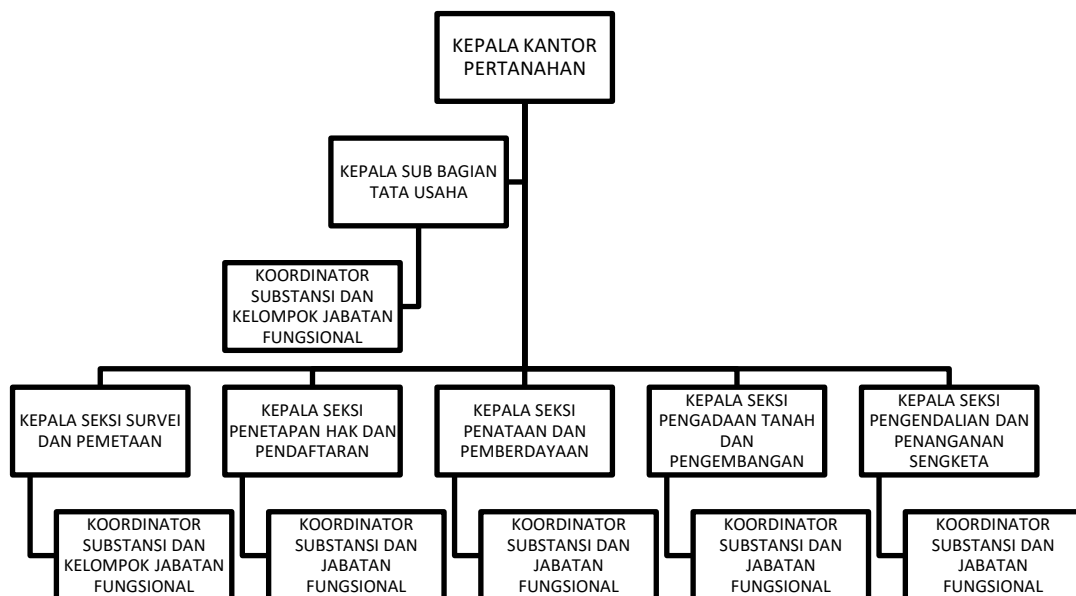 KEPALA KANTOR
PERTANAHAN
KEPALA SUB BAGIAN
TATA USAHA
KOORDINATOR
SUBSTANSI DAN
KELOMPOK JABATAN
FUNGSIONAL
KEPALA SEKSI SURVEI
DAN PEMETAAN
KEPALA SEKSI
PENETAPAN HAK DAN
PENDAFTARAN
KEPALA SEKSI
PENATAAN DAN
PEMBERDAYAAN
KEPALA SEKSI
PENGADAAN TANAH
DAN
PENGEMBANGAN
KEPALA SEKSI
PENGENDALIAN DAN
PENANGANAN
SENGKETA
KOORDINATOR
SUBSTANSI DAN
KELOMPOK JABATAN
FUNGSIONAL
KOORDINATOR
SUBSTANSI DAN
JABATAN
FUNGSIONAL
KOORDINATOR
SUBSTANSI DAN
JABATAN
FUNGSIONAL
KOORDINATOR
SUBSTANSI DAN
JABATAN
FUNGSIONAL
KOORDINATOR
SUBSTANSI DAN
JABATAN
FUNGSIONAL